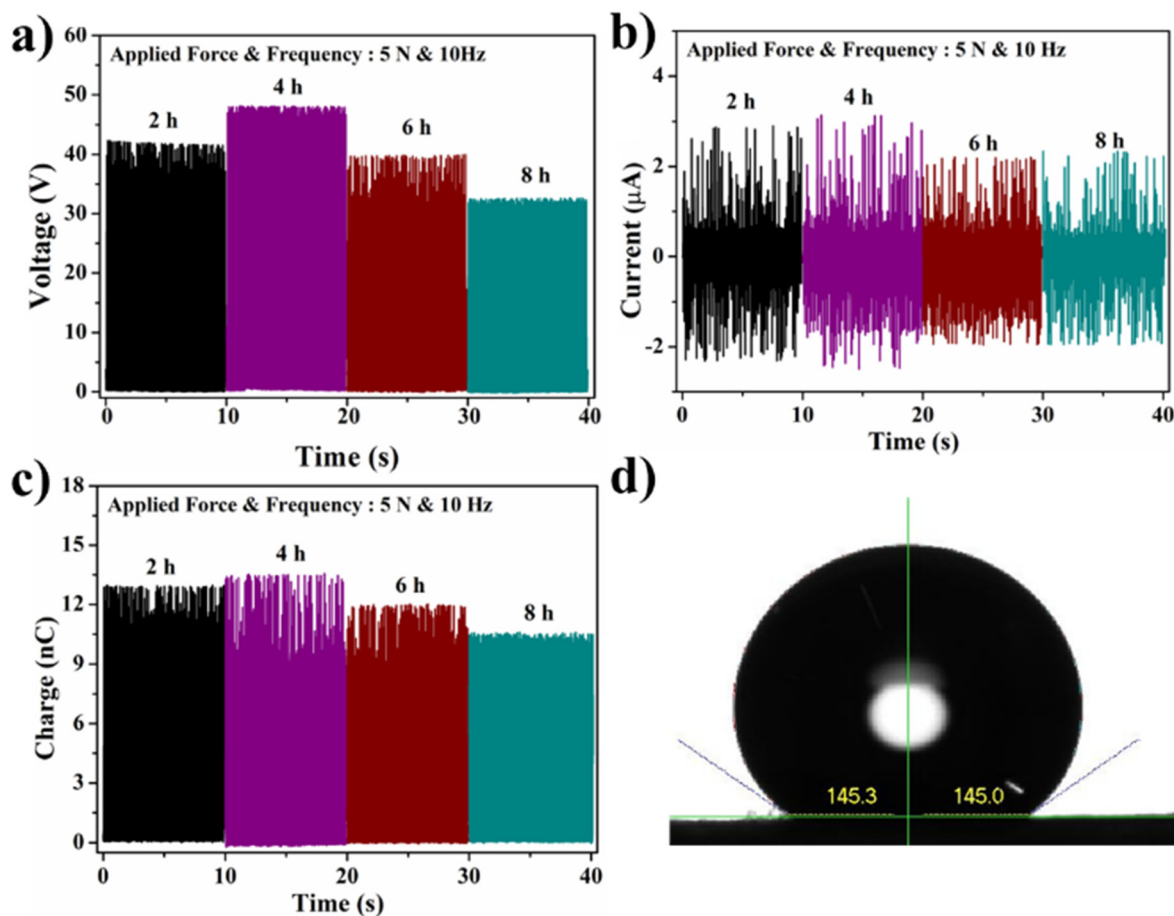 a)
Applied Force & Frequency : 5 N & 10Hz
2 h
4 h
6 h
8 h
60
50
40
30
20
10
0
Voltage (V)
0
10
20
30
40
Time (s)
b)
Applied Force & Frequency : 5 N & 10 Hz
2 h
4 h
6 h
8 h
4
2
0
-2
Current (μA)
0
10
20
30
40
Time (s)
c)
Applied Force & Frequency : 5 N & 10 Hz
2 h
4 h
6 h
8 h
18
15
12
9
6
3
0
Charge (nC)
0
10
20
30
40
Time (s)
d)
145.3
145.0